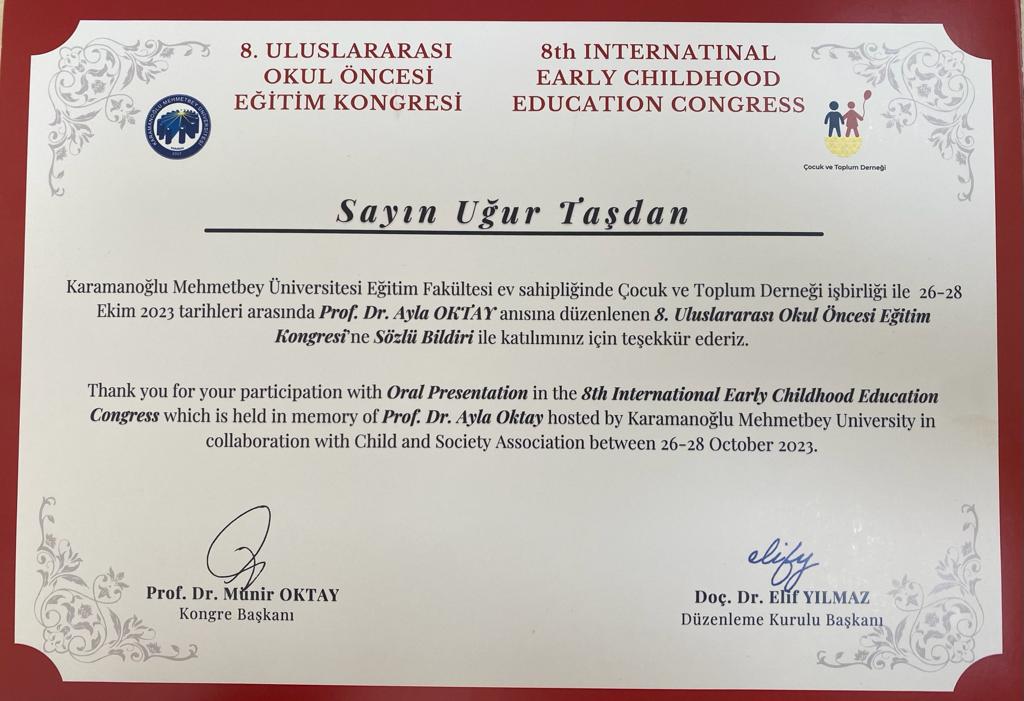 8. ULUSLARARASI
OKUL ÖNCESİ
EĞİTİM KONGRESİ
8th INTERNATINAL
EARLY CHILDHOOD
EDUCATION CONGRESS
KARAMANOĞLU MEHMETBEY ÜNİVERSİTESİ
Çocuk ve Toplum Derneği
Sayın Uğur Taşdan
Karamanoğlu Mehmetbey Üniversitesi Eğitim Fakültesi ev sahipliğinde Çocuk ve Toplum Derneği işbirliği ile 26-28
Ekim 2023 tarihleri arasında Prof. Dr. Ayla OKTAY anısına düzenlenen 8. Uluslararası Okul Öncesi Eğitim
Kongresi'ne Sözlü Bildiri ile katılımınız için teşekkür ederiz.
Thank you for your participation with Oral Presentation in the 8th International Early Childhood Education
Congress which is held in memory of Prof. Dr. Ayla Oktay hosted by Karamanoğlu Mehmetbey University in
collaboration with Child and Society Association between 26-28 October 2023.
elify
Prof. Dr. Münir OKTAY
Kongre Başkanı
Doç. Dr. Elif YILMAZ
Düzenleme Kurulu Başkanı